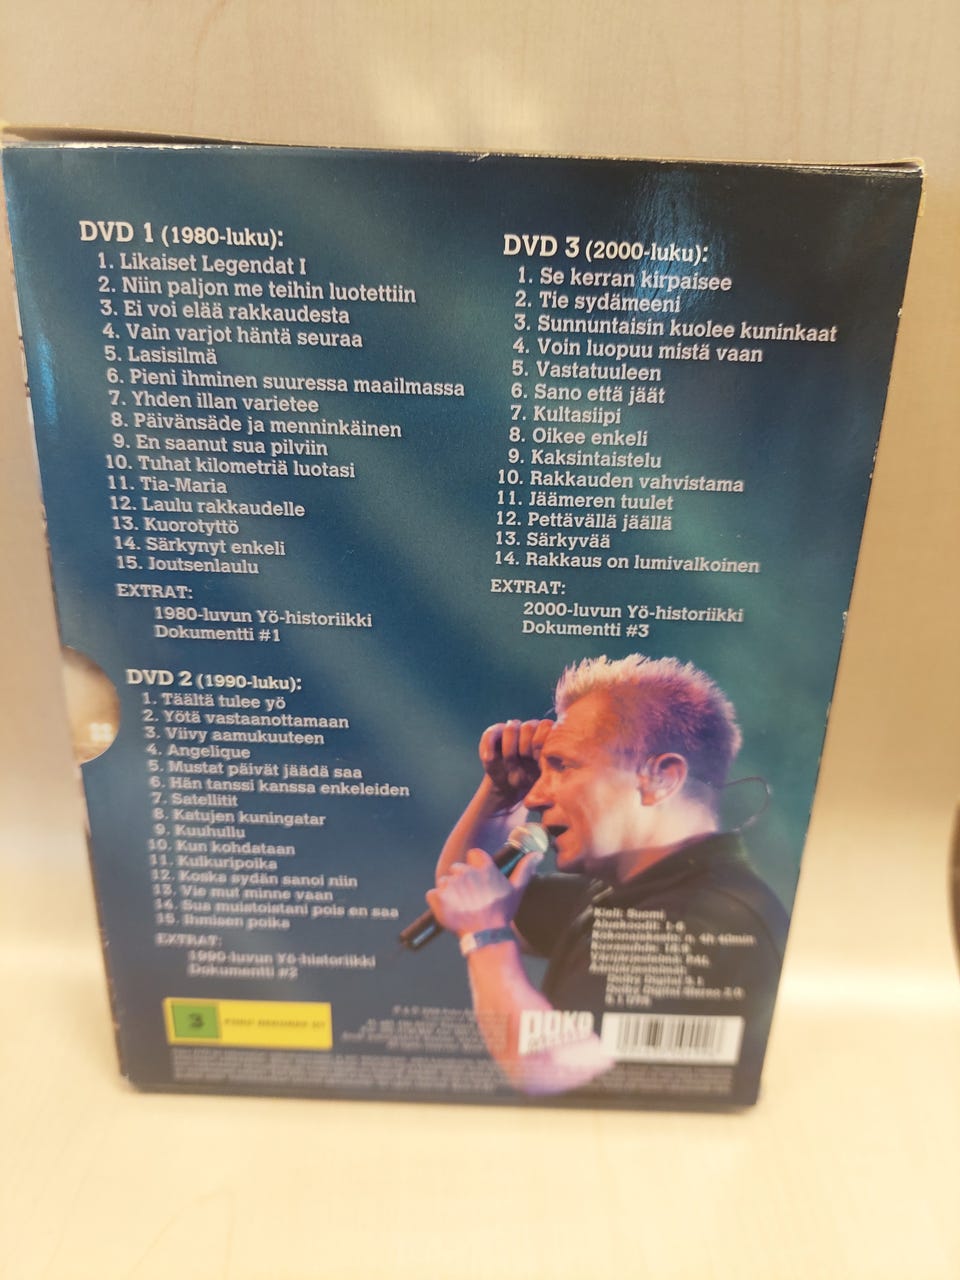 DVD 1 (1980-luku):
1. Likaiset Legendat I
2. Niin paljon me teihin luotettiin
3. Ei voi elää rakkaudesta
4. Vain varjot häntä seuraa
5. Lasisilmä
6. Pieni ihminen suuressa maailmassa
7. Yhden illan varietee
8. Päivänsäde ja menninkäinen
9. En saanut sua pilviin
10. Tuhat kilometriä luotasi
11. Tia-Maria
12. Laulu rakkaudelle
13. Kuorotyttö
14. Särkynyt enkeli
15. Joutsenlaulu
EXTRAT:
1980-luvun Yö-historiikki
Dokumentti #1
DVD 2 (1990-luku):
1. Täältä tulee yö
2. Yötä vastaanottamaan
3. Viivy aamukuuteen
4. Angelique
5. Mustat päivät jäädä saa
6. Hän tanssi kanssa enkeleiden
7. Satellitit
8. Katujen kuningatar
9. Kuuhullu
10. Kun kohdataan
11. Kulkuripoika
12. Koska sydän sanoi niin
13. Vie mut minne vaan
14. Sua muistoistani pois en saa
15. Ihmisen poika
EXTRAT:
1990-luvun Yö-historiikki
Dokumentti #2
DVD 3 (2000-luku):
1. Se kerran kirpaisee
2. Tie sydämeeni
3. Sunnuntaisin kuolee kuninkaat
4. Voin luopuu mistä vaan
5. Vastatuuleen
6. Sano että jäät
7. Kultasiipi
8. Oikee enkeli
9. Kaksintaistelu
10. Rakkauden vahvistama
11. Jäämeren tuulet
12. Pettävällä jäällä
13. Särkyvää
14. Rakkaus on lumivalkoinen
EXTRAT:
2000-luvun Yö-historiikki
Dokumentti #3
Kieli: Suomi
Aluekoodi: 1-6
Kokonaiskesto: n. 4h 40min
Kuvasuhde: 16:9
Värijärjestelmä: PAL
Äänijärjestelmä:
Dolby Digital 5.1,
Dolby Digital Stereo 2.0,
5.1 DTS
3
POKO